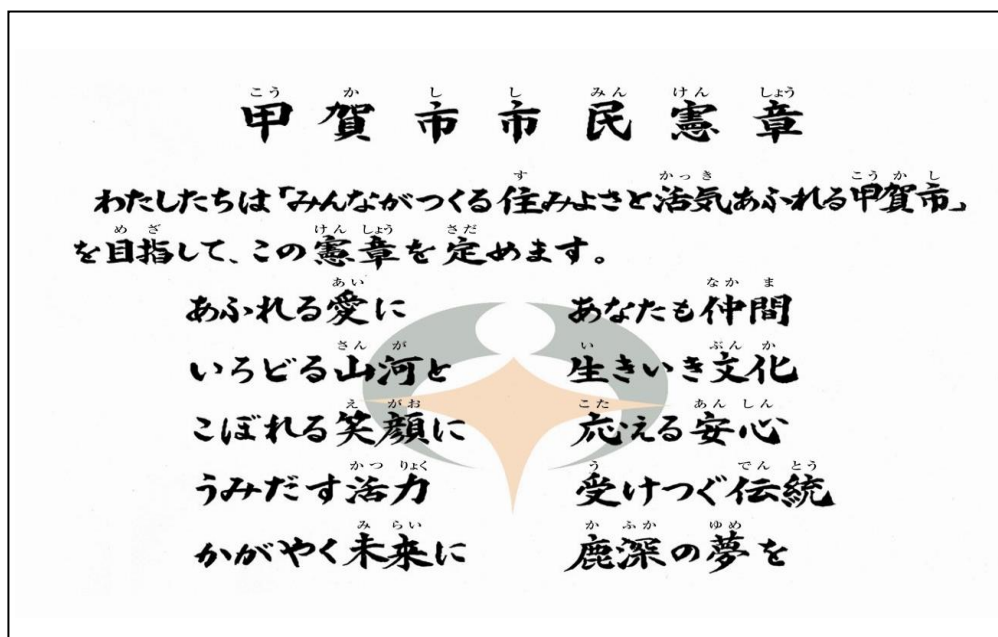 甲賀市市民憲章
わたしたちは「みんながつくる住みよさと活気あふれる甲賀市」
を目指して、この憲章を定めます。
あふれる愛に　あなたも仲間
いろどる山河と　生きいき文化
こぼれる笑顔に　応える安心
うみだす活力　受けつぐ伝統
かがやく未来に　鹿深の夢を